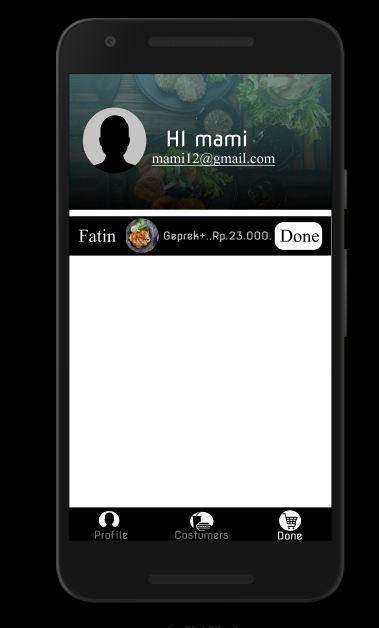 HI mami
mami12@gmail.com
Fatin Geprek+..Rp.23.000. Done
Profile Costumers Done